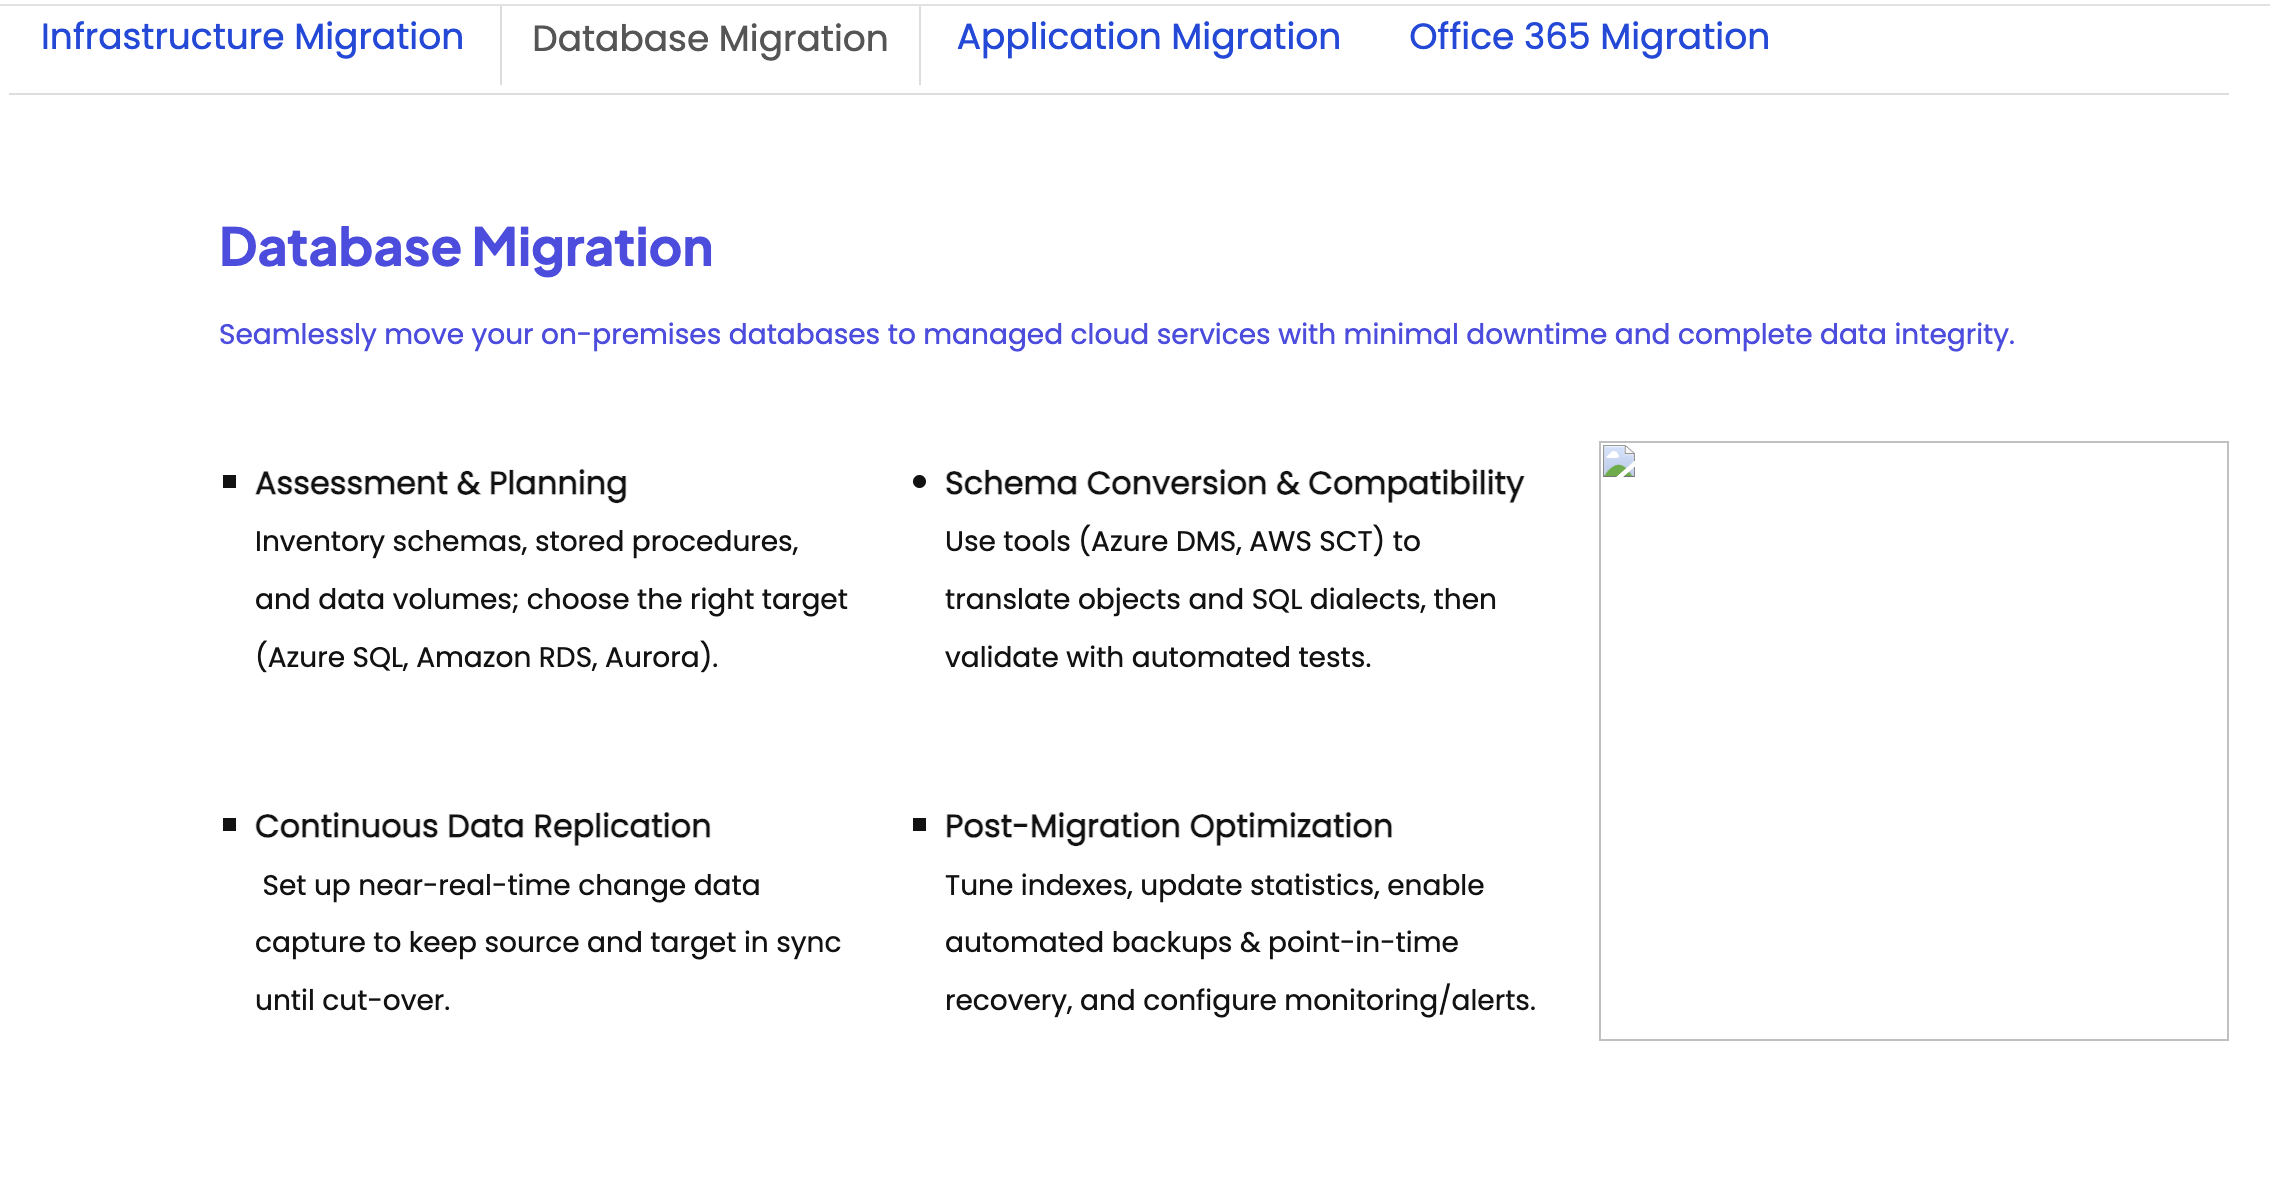 Infrastructure Migration
Database Migration
Application Migration
Office 365 Migration
Database Migration
Seamlessly move your on-premises databases to managed cloud services with minimal downtime and complete data integrity.
Assessment & Planning
Inventory schemas, stored procedures,
and data volumes; choose the right target
(Azure SQL, Amazon RDS, Aurora).
Schema Conversion & Compatibility
Use tools (Azure DMS, AWS SCT) to
translate objects and SQL dialects, then
validate with automated tests.
Continuous Data Replication
Set up near-real-time change data
capture to keep source and target in sync
until cut-over.
Post-Migration Optimization
Tune indexes, update statistics, enable
automated backups & point-in-time
recovery, and configure monitoring/alerts.